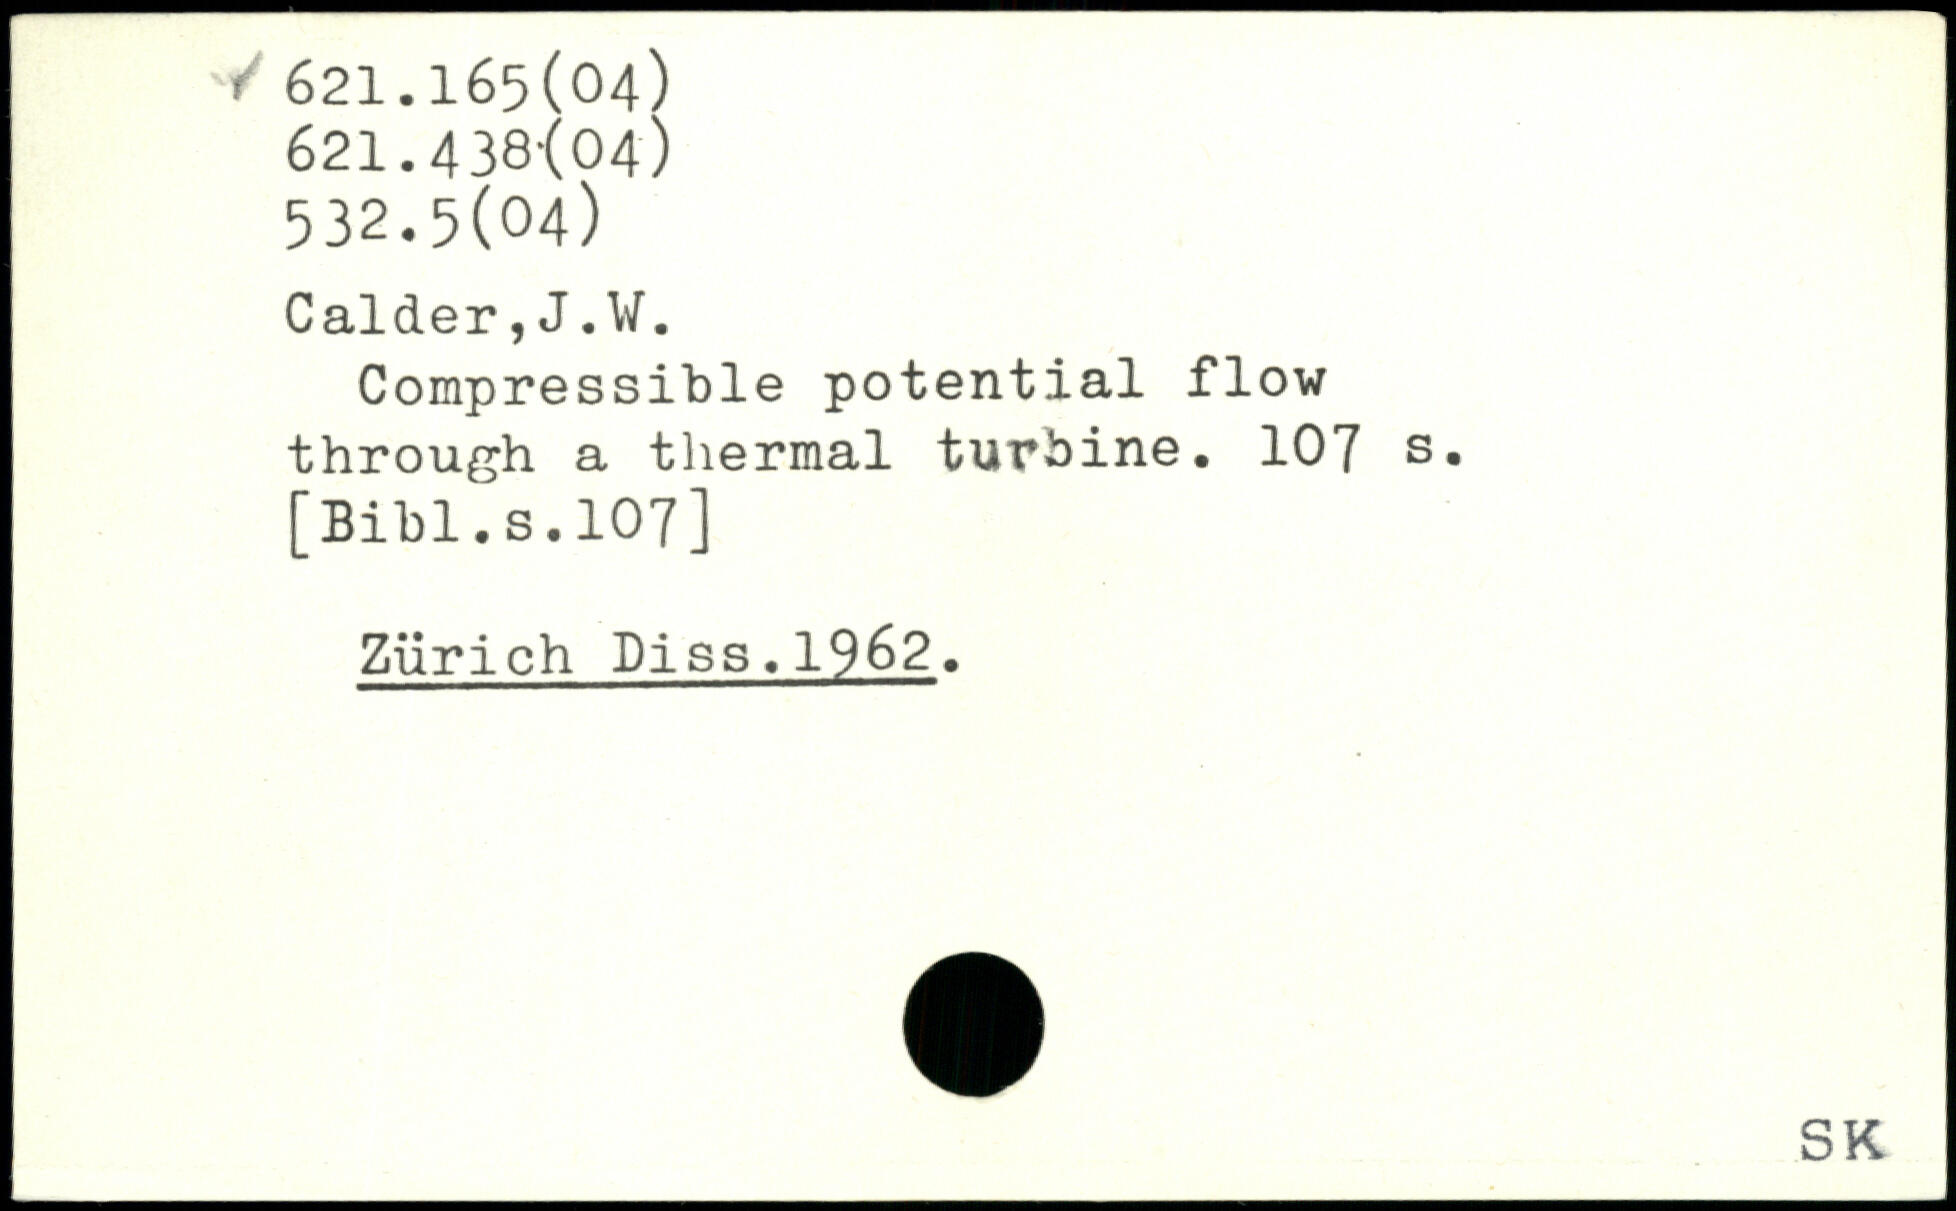 621.165(04)
621.438(04)
532.5(04)
Calder,J.W.
Compressible potential flow
through a thermal turbine. 107 s.
[Bibl.s.107]
Zürich Diss.1962.
SK